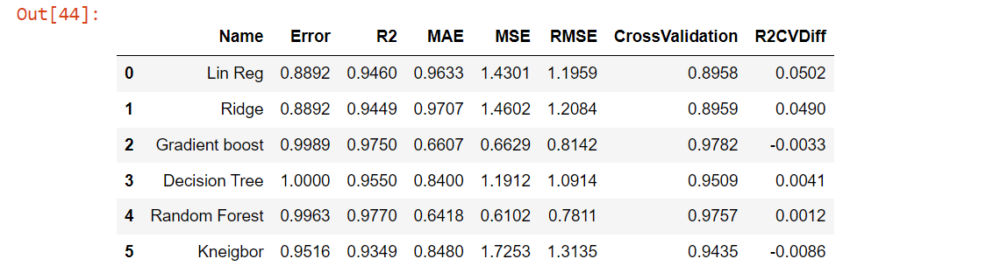 Out[44]:
Name Error R2 MAE MSE RMSE CrossValidation R2CVDiff
0 Lin Reg 0.8892 0.9460 0.9633 1.4301 1.1959 0.8958 0.0502
1 Ridge 0.8892 0.9449 0.9707 1.4602 1.2084 0.8959 0.0490
2 Gradient boost 0.9989 0.9750 0.6607 0.6629 0.8142 0.9782 -0.0033
3 Decision Tree 1.0000 0.9550 0.8400 1.1912 1.0914 0.9509 0.0041
4 Random Forest 0.9963 0.9770 0.6418 0.6102 0.7811 0.9757 0.0012
5 Kneigbor 0.9516 0.9349 0.8480 1.7253 1.3135 0.9435 -0.0086